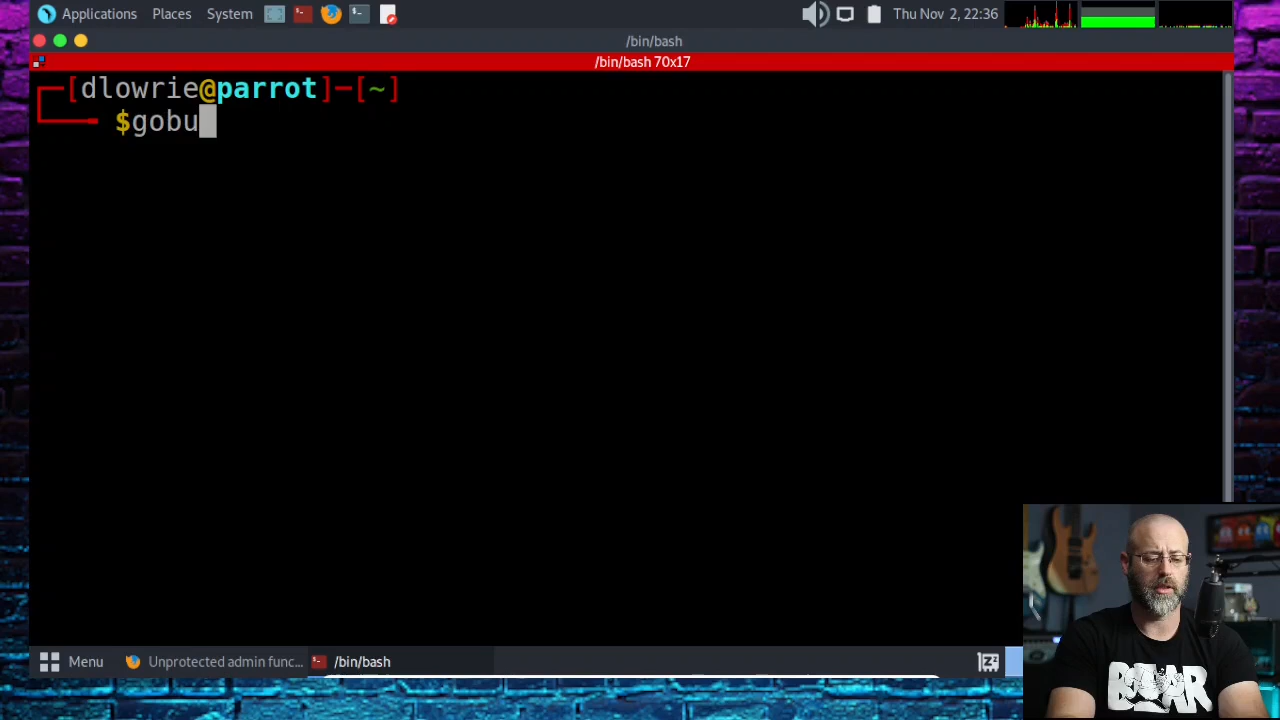 Applications Places System Thu Nov 2, 22:36
/bin/bash
/bin/bash 70x17
[dlowrie@parrot]-[~]
$gobu
Menu Unprotected admin func... /bin/bash